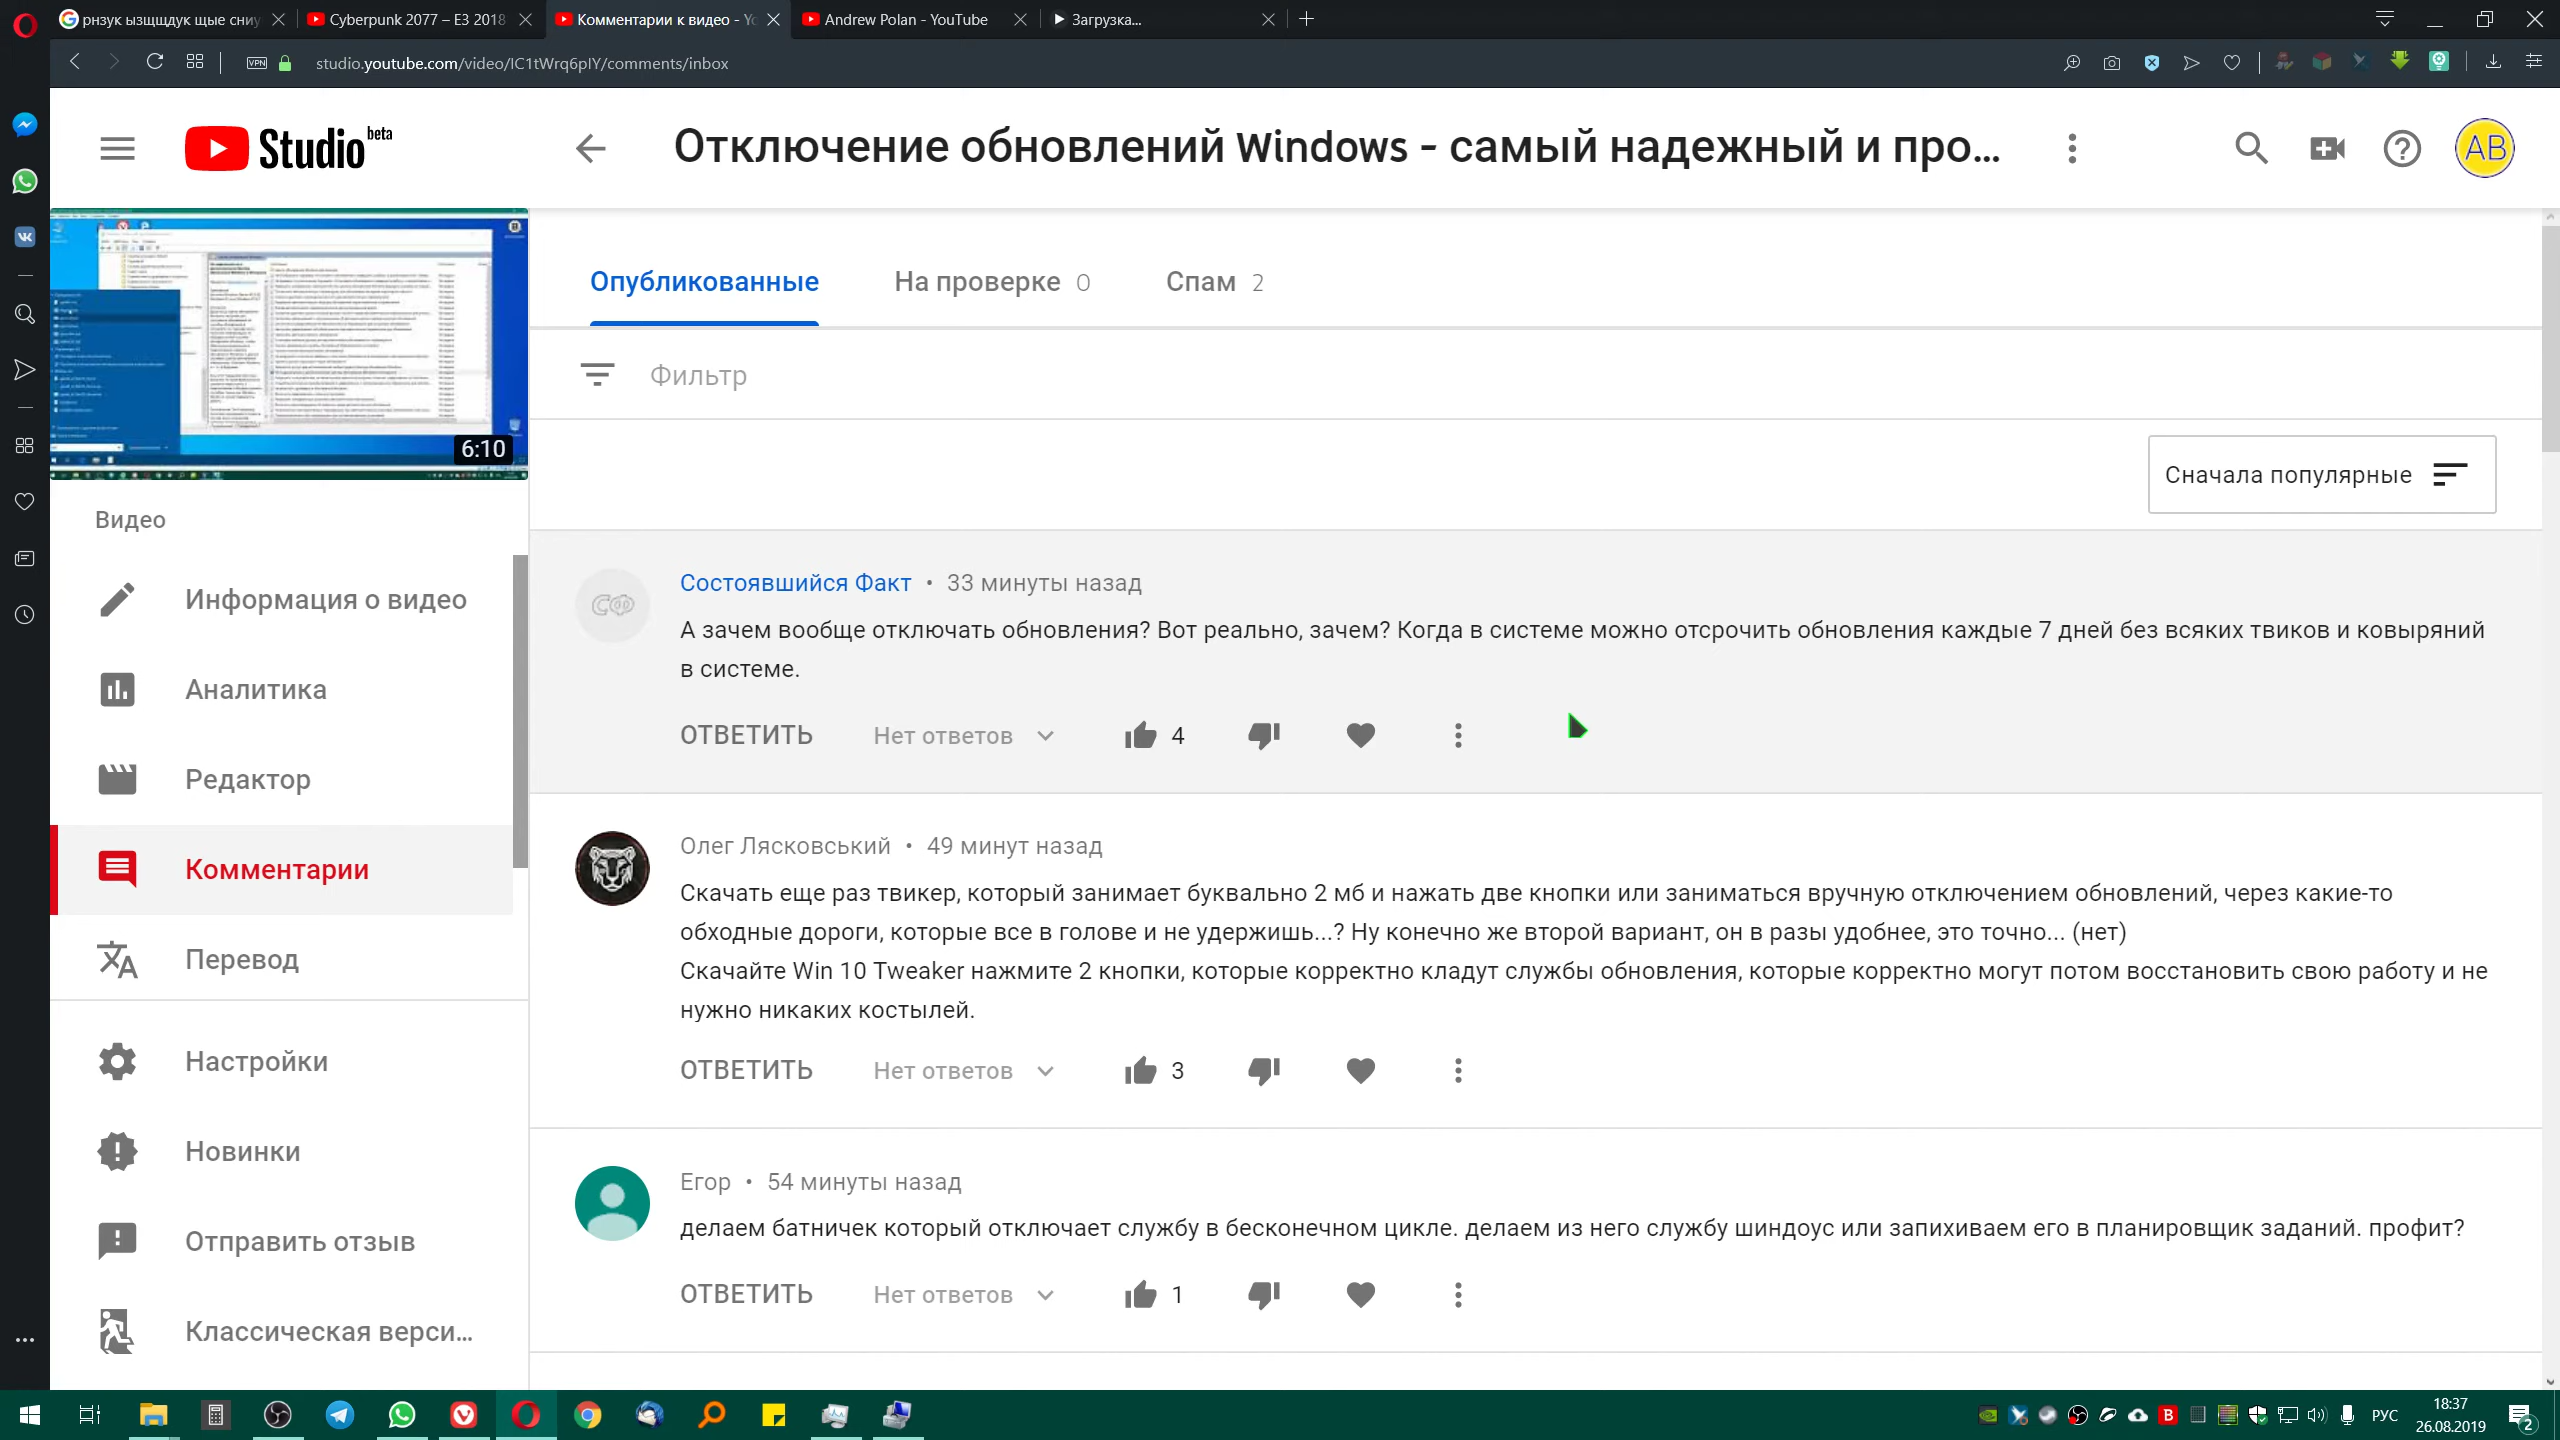 рнзук ызщщдук щые сниу
Cyberpunk 2077 – E3 2018
Комментарии к видео - Yo
Andrew Polan - YouTube
Загрузка...
VPN
studio.youtube.com/video/IC1tWrq6pIY/comments/inbox
Studio beta
Отключение обновлений Windows - самый надежный и про...
AB
6:10
Видео
Информация о видео
Аналитика
Редактор
Комментарии
Перевод
Настройки
Новинки
Отправить отзыв
Классическая верси...
Опубликованные
На проверке 0
Спам 2
Фильтр
Сначала популярные
СФ
Состоявшийся Факт • 33 минуты назад
А зачем вообще отключать обновления? Вот реально, зачем? Когда в системе можно отсрочить обновления каждые 7 дней без всяких твиков и ковыряний
в системе.
ОТВЕТИТЬ Нет ответов 4
Олег Лясковський • 49 минут назад
Скачать еще раз твикер, который занимает буквально 2 мб и нажать две кнопки или заниматься вручную отключением обновлений, через какие-то
обходные дороги, которые все в голове и не удержишь...? Ну конечно же второй вариант, он в разы удобнее, это точно... (нет)
Скачайте Win 10 Tweaker нажмите 2 кнопки, которые корректно кладут службы обновления, которые корректно могут потом восстановить свою работу и не
нужно никаких костылей.
ОТВЕТИТЬ Нет ответов 3
Егор • 54 минуты назад
делаем батничек который отключает службу в бесконечном цикле. делаем из него службу шиндоус или запихиваем его в планировщик заданий. профит?
ОТВЕТИТЬ Нет ответов 1
РУС
18:37
26.08.2019
2